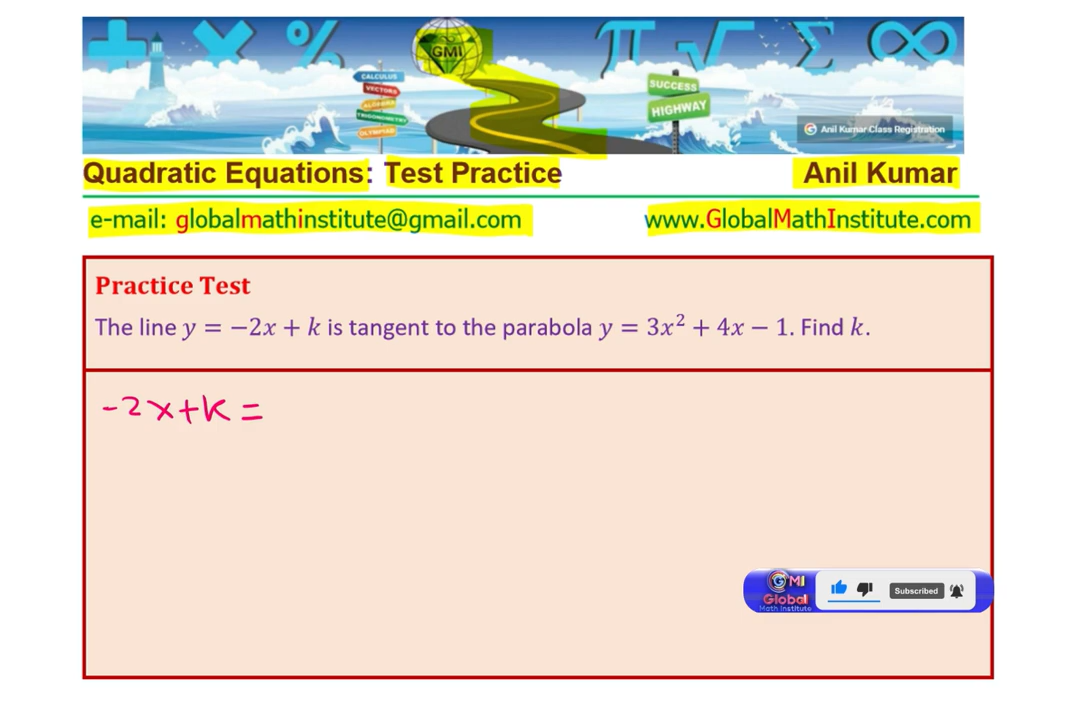 GMI
CALCULUS
VECTORS
ALGEBRA
TRIGONOMETRY
OLYMPIAD
SUCCESS
HIGHWAY
Anil Kumar Class Registration
Quadratic Equations: Test Practice
Anil Kumar
e-mail: globalmathinstitute@gmail.com
www.GlobalMathInstitute.com
Practice Test
The line y = −2x + k is tangent to the parabola y = 3x² + 4x − 1. Find k.
-2x+k=
GMI
Global
Math Institute
Subscribed